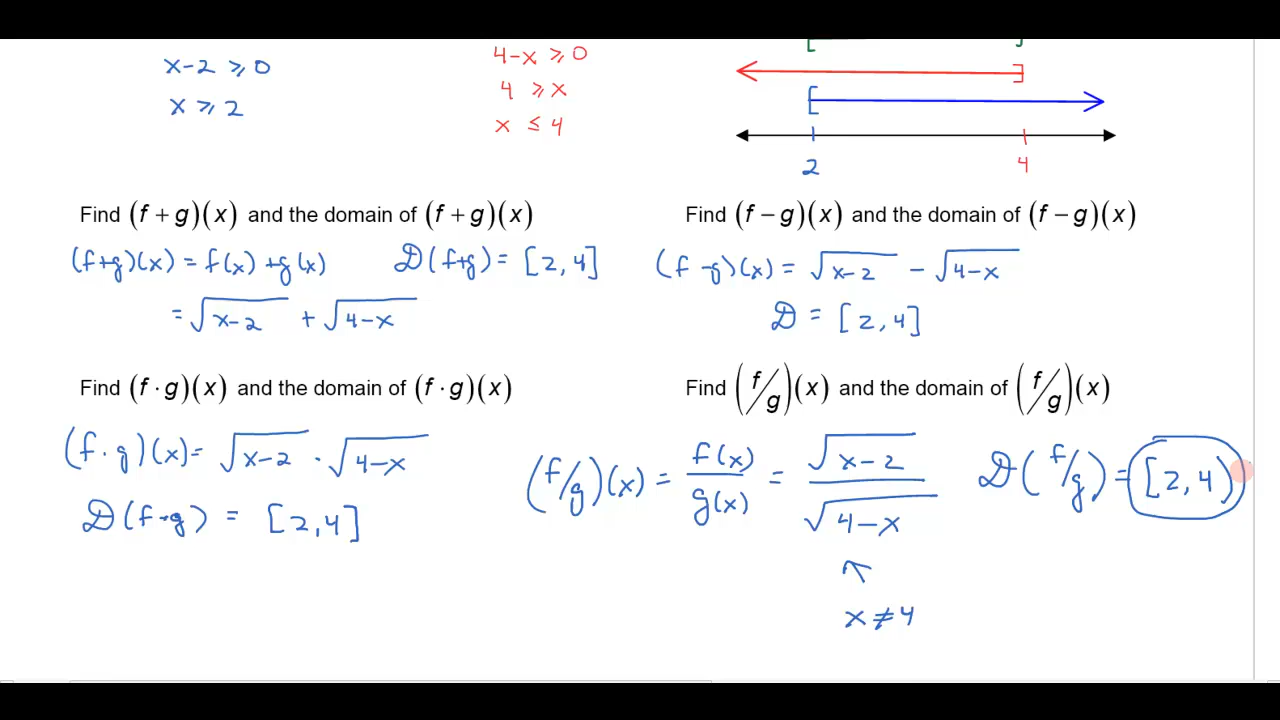 x-2 ≥ 0
x ≥ 2
4-x ≥ 0
4 ≥ x
x ≤ 4
2 4
Find (f + g)(x) and the domain of (f + g)(x)
(f+g)(x) = f(x) + g(x) D(f+g) = [2, 4]
= √(x-2) + √(4-x)
Find (f − g)(x) and the domain of (f − g)(x)
(f-g)(x) = √(x-2) - √(4-x)
D = [2, 4]
Find (f · g)(x) and the domain of (f · g)(x)
(f · g)(x) = √(x-2) · √(4-x)
D(f·g) = [2, 4]
Find (f/g)(x) and the domain of (f/g)(x)
(f/g)(x) = f(x)/g(x) = √(x-2)/√(4-x) D(f/g) = [2, 4)
x ≠ 4